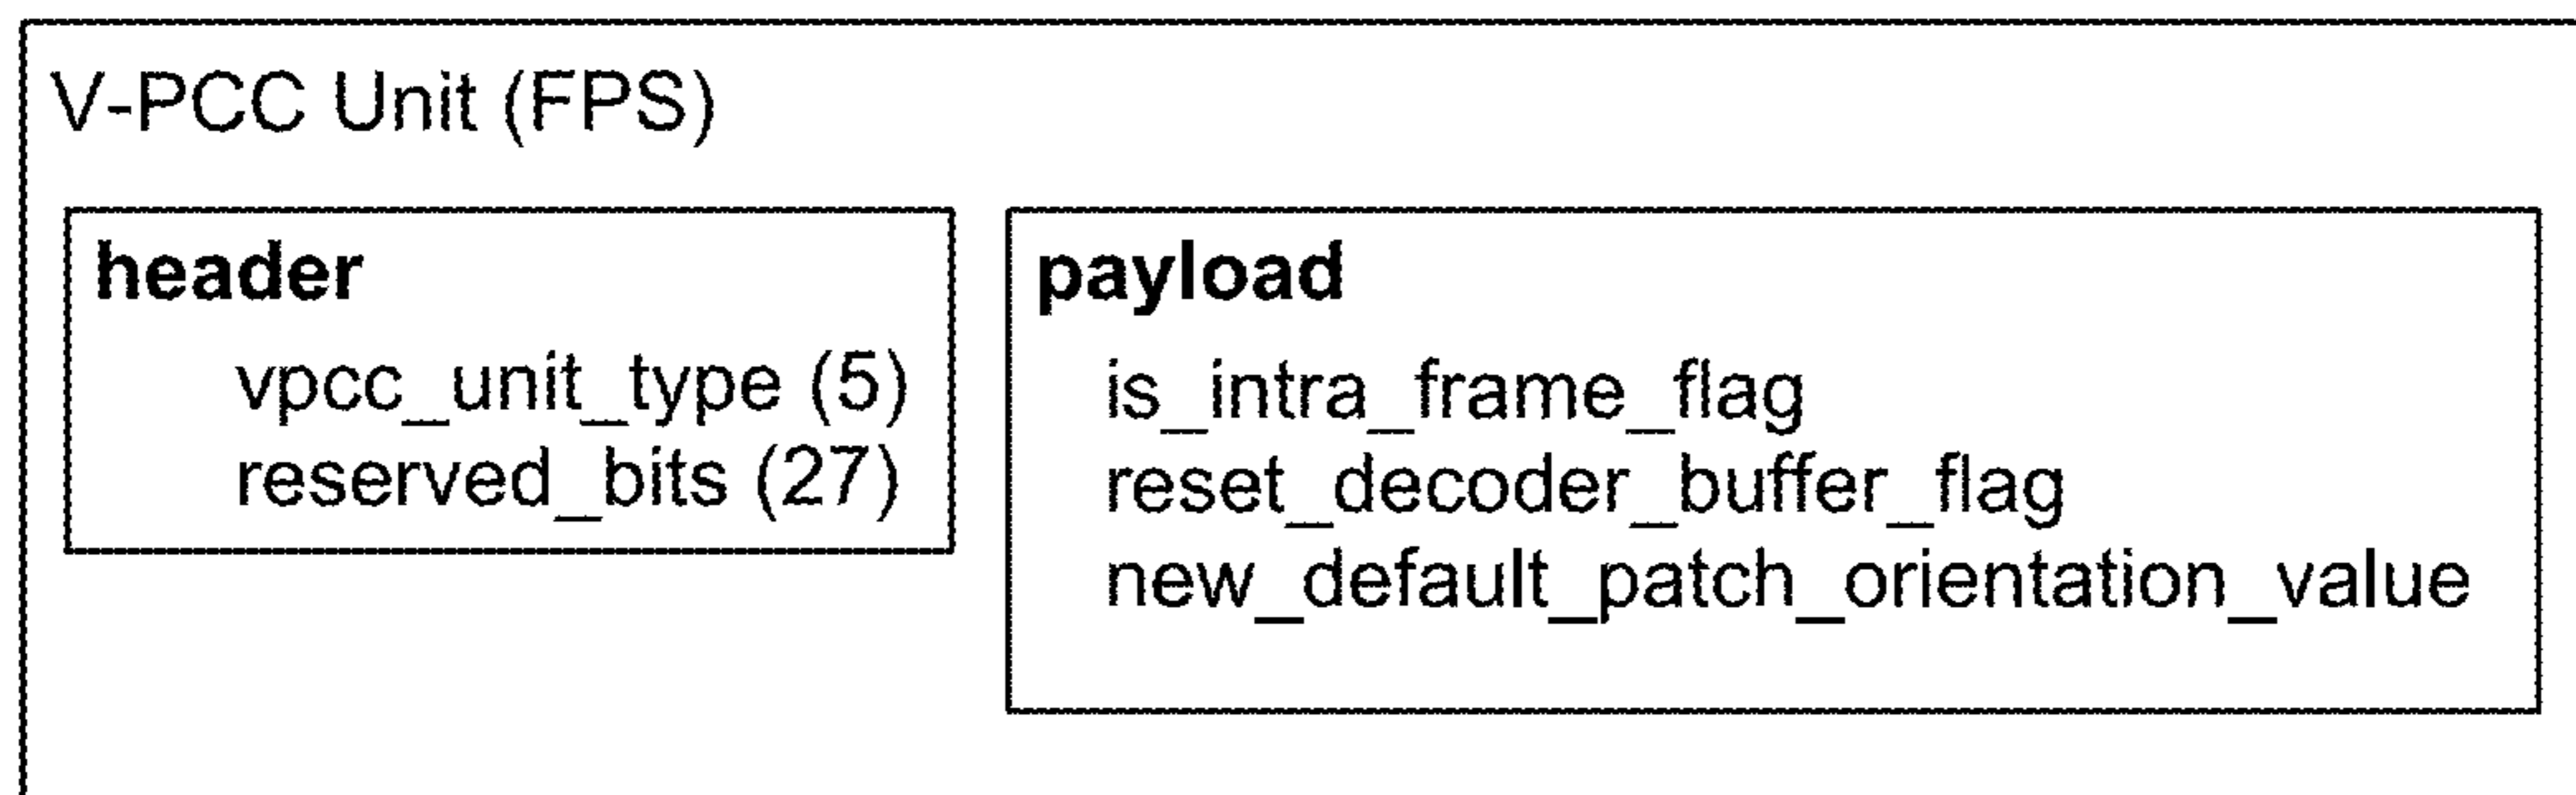 V-PCC Unit (FPS)
header
vpcc_unit_type (5)
reserved_bits (27)
payload
is_intra_frame_flag
reset_decoder_buffer_flag
new_default_patch_orientation_value